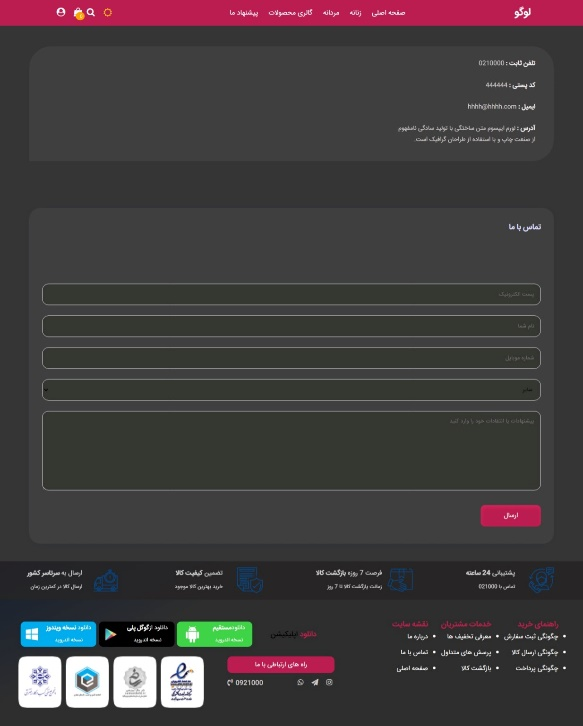 لوگو
صفحه اصلی زنانه مردانه گالری محصولات پیشنهاد ما
تلفن ثابت : 0210000
کد پستی : 444444
ایمیل : hhhh@hhhh.com
آدرس : لورم ایپسوم متن ساختگی با تولید سادگی نامفهوم
از صنعت چاپ و با استفاده از طراحان گرافیک است.
تماس با ما
پست الکترونیک
نام شما
شماره موبایل
سایر
پیشنهادات یا انتقادات خود را وارد کنید
ارسال
پشتیبانی 24 ساعته
تماس با 021000
فرصت 7 روزه بازگشت کالا
ضمانت بازگشت کالا تا 7 روز
تضمین کیفیت کالا
خرید بهترین کالا موجود
ارسال به سرتاسر کشور
ارسال کالا در کمترین زمان
راهنمای خرید
چگونگی ثبت سفارش
چگونگی ارسال کالا
چگونگی پرداخت
خدمات مشتریان
معرفی تخفیف ها
پرسش های متداول
بازگشت کالا
نقشه سایت
درباره ما
تماس با ما
صفحه اصلی
دانلود اپلیکیشن
دانلود مستقیم
نسخه اندروید
دانلود از گوگل پلی
نسخه اندروید
دانلود نسخه ویندوز
نسخه اندروید
راه های ارتباطی با ما
0921000